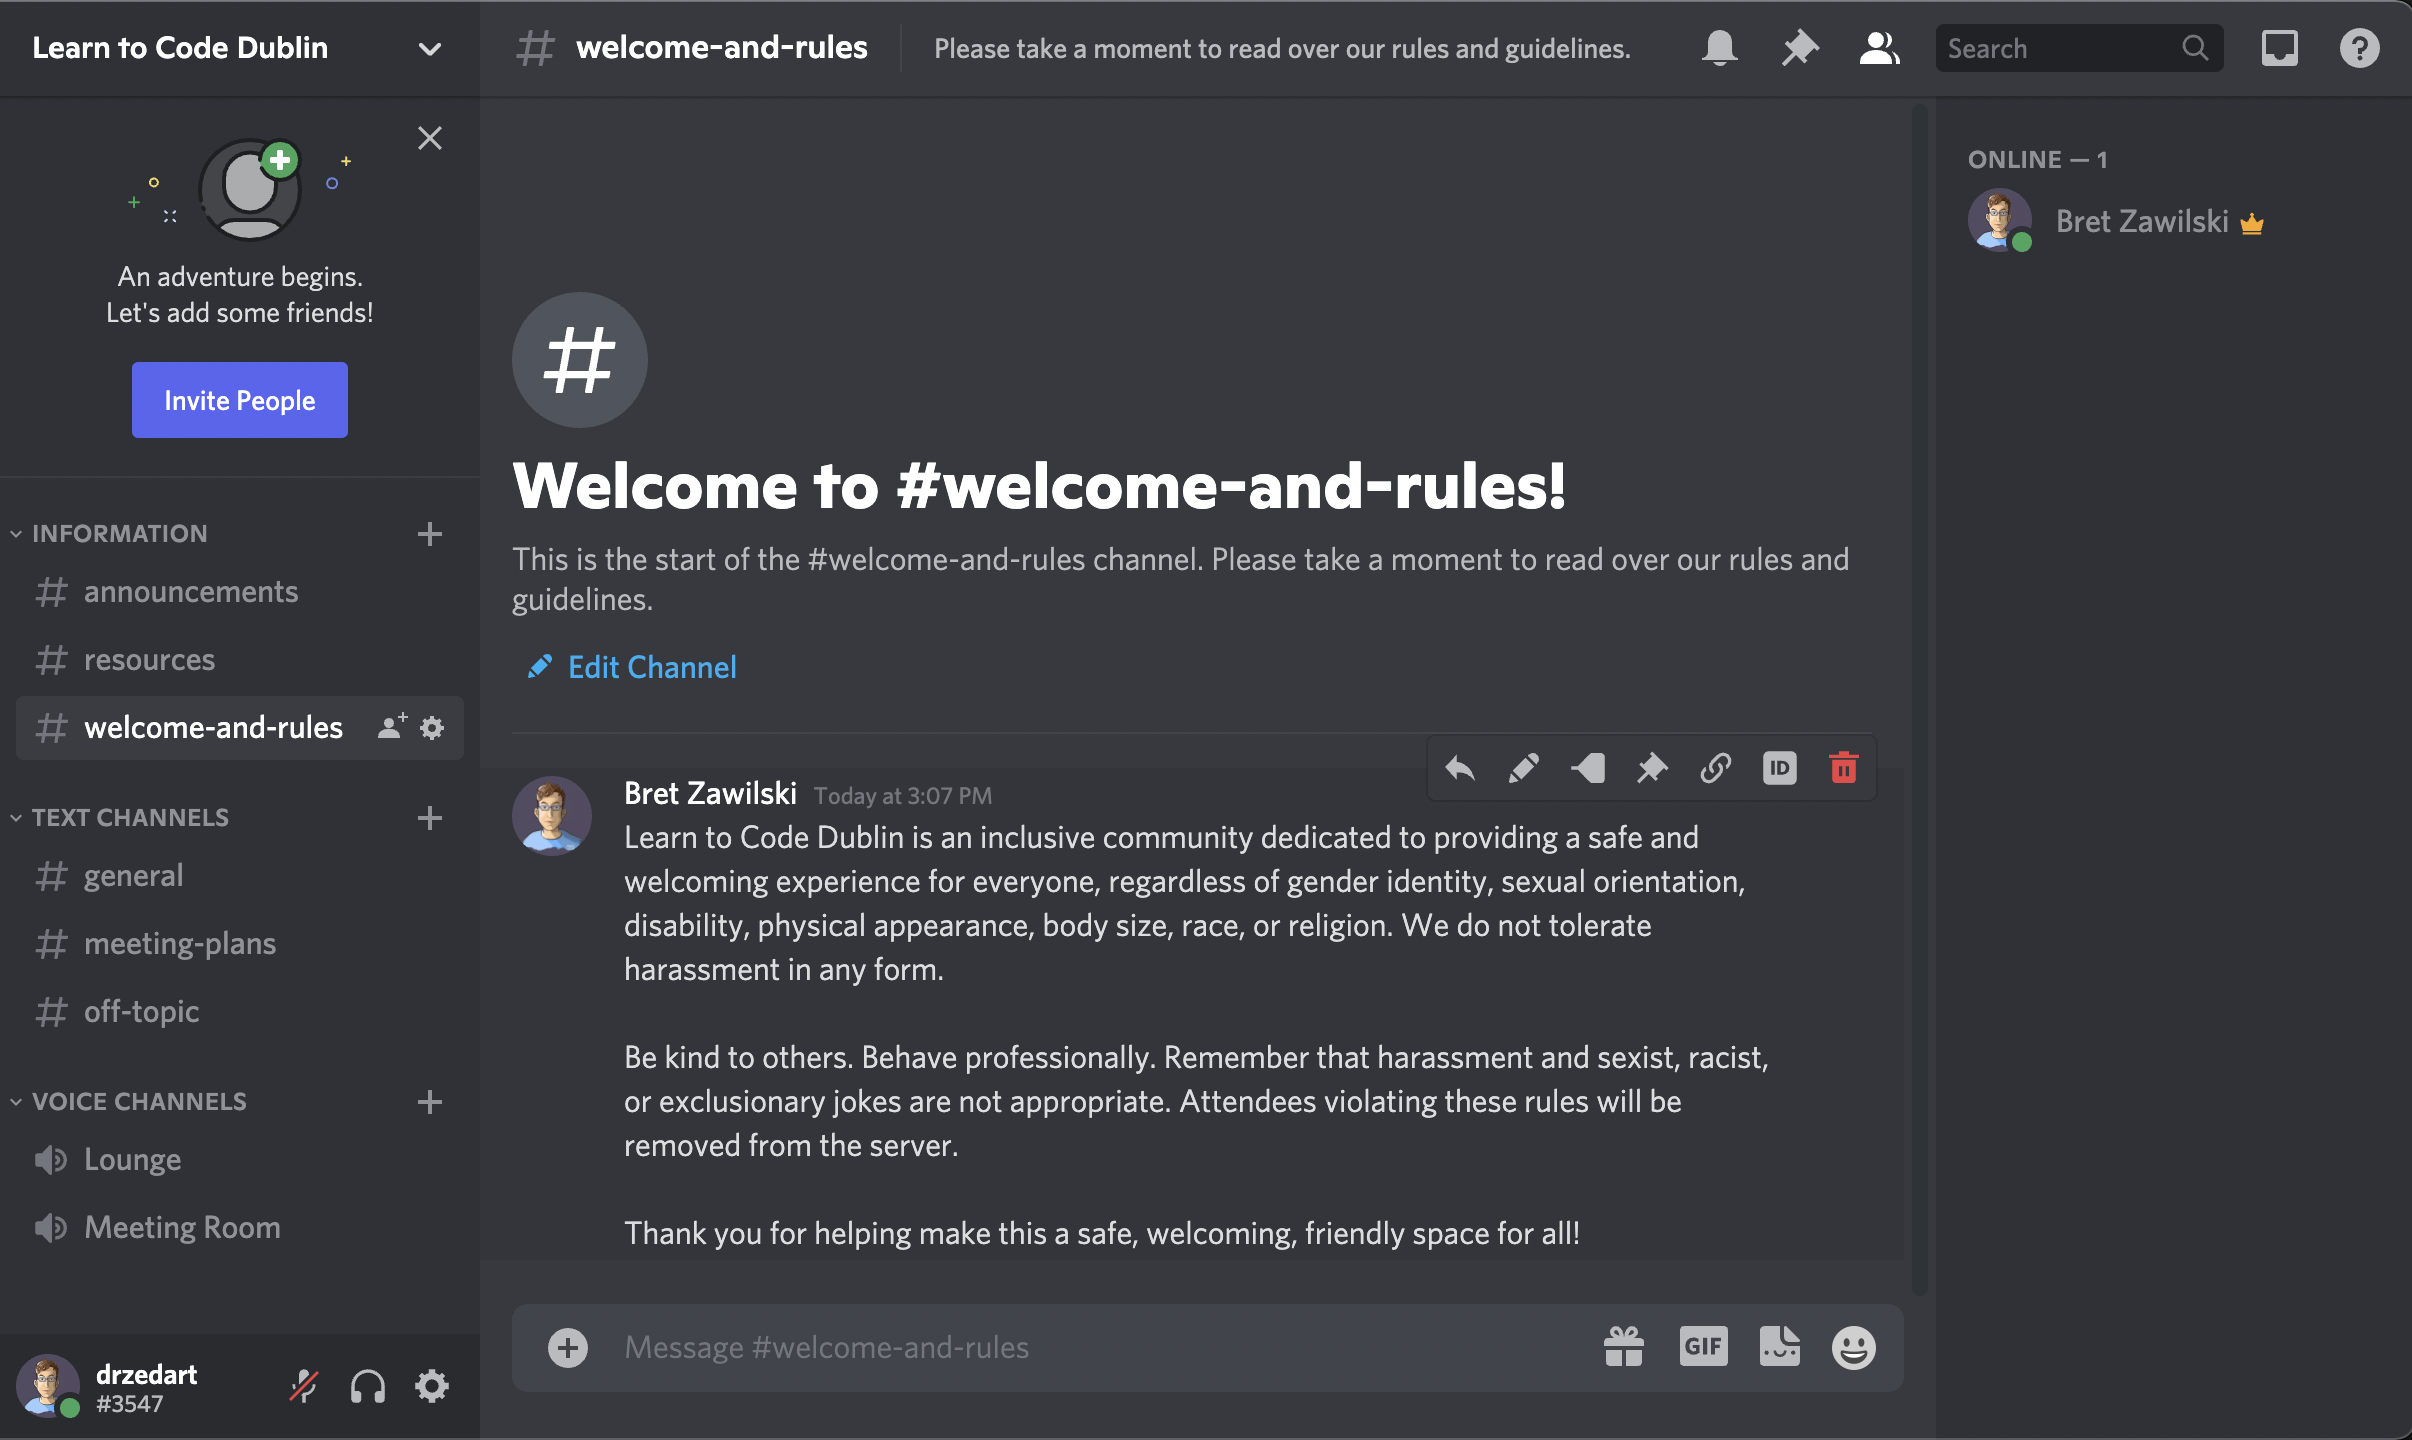 Learn to Code Dublin
An adventure begins.
Let's add some friends!
Invite People
INFORMATION
announcements
resources
welcome-and-rules
TEXT CHANNELS
general
meeting-plans
off-topic
VOICE CHANNELS
Lounge
Meeting Room
drzedart
#3547
# welcome-and-rules
Please take a moment to read over our rules and guidelines.
Search
#
Welcome to #welcome-and-rules!
This is the start of the #welcome-and-rules channel. Please take a moment to read over our rules and
guidelines.
Edit Channel
ID
Bret Zawilski Today at 3:07 PM
Learn to Code Dublin is an inclusive community dedicated to providing a safe and
welcoming experience for everyone, regardless of gender identity, sexual orientation,
disability, physical appearance, body size, race, or religion. We do not tolerate
harassment in any form.
Be kind to others. Behave professionally. Remember that harassment and sexist, racist,
or exclusionary jokes are not appropriate. Attendees violating these rules will be
removed from the server.
Thank you for helping make this a safe, welcoming, friendly space for all!
Message #welcome-and-rules
GIF
ONLINE — 1
Bret Zawilski